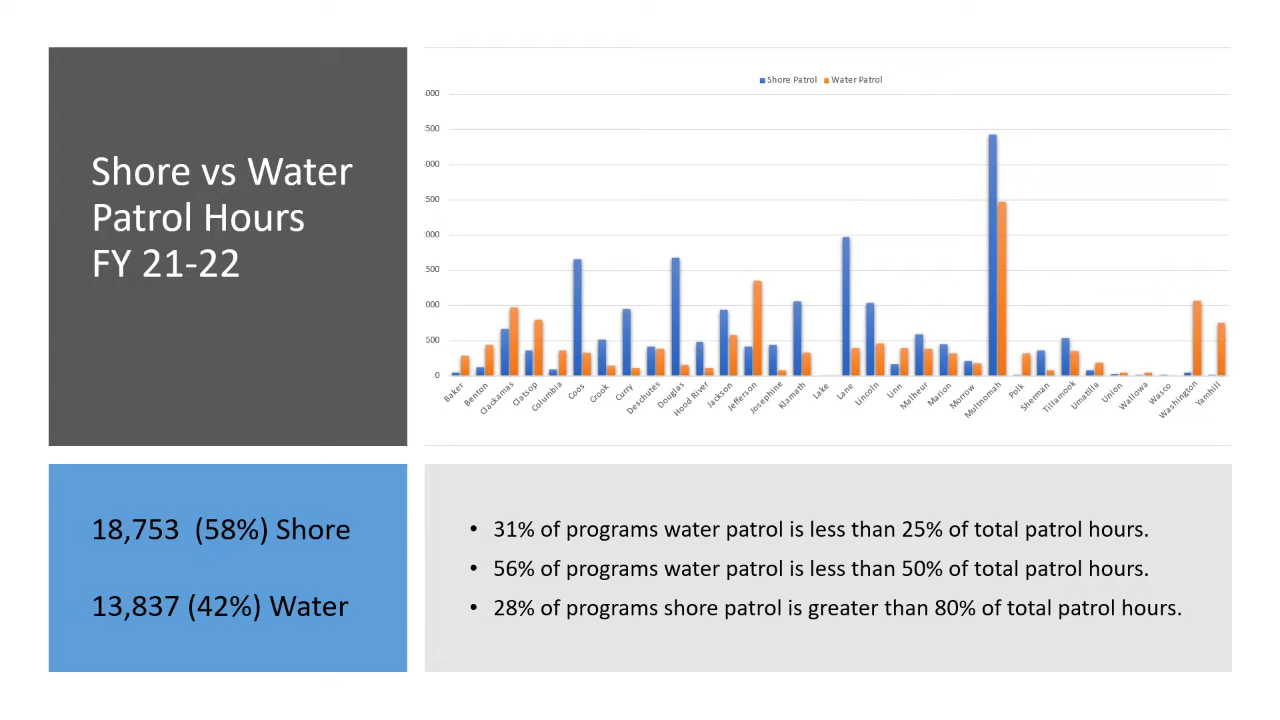 Shore vs Water
Patrol Hours
FY 21-22
Shore Patrol Water Patrol
500
0
Baker
Benton
Clackamas
Clatsop
Columbia
Coos
Crook
Curry
Deschutes
Douglas
Hood River
Jackson
Jefferson
Josephine
Klamath
Lake
Lane
Lincoln
Linn
Malheur
Marion
Morrow
Multnomah
Polk
Sherman
Tillamook
Umatilla
Union
Wallowa
Wasco
Washington
Yamhill
18,753 (58%) Shore
13,837 (42%) Water
• 31% of programs water patrol is less than 25% of total patrol hours.
• 56% of programs water patrol is less than 50% of total patrol hours.
• 28% of programs shore patrol is greater than 80% of total patrol hours.